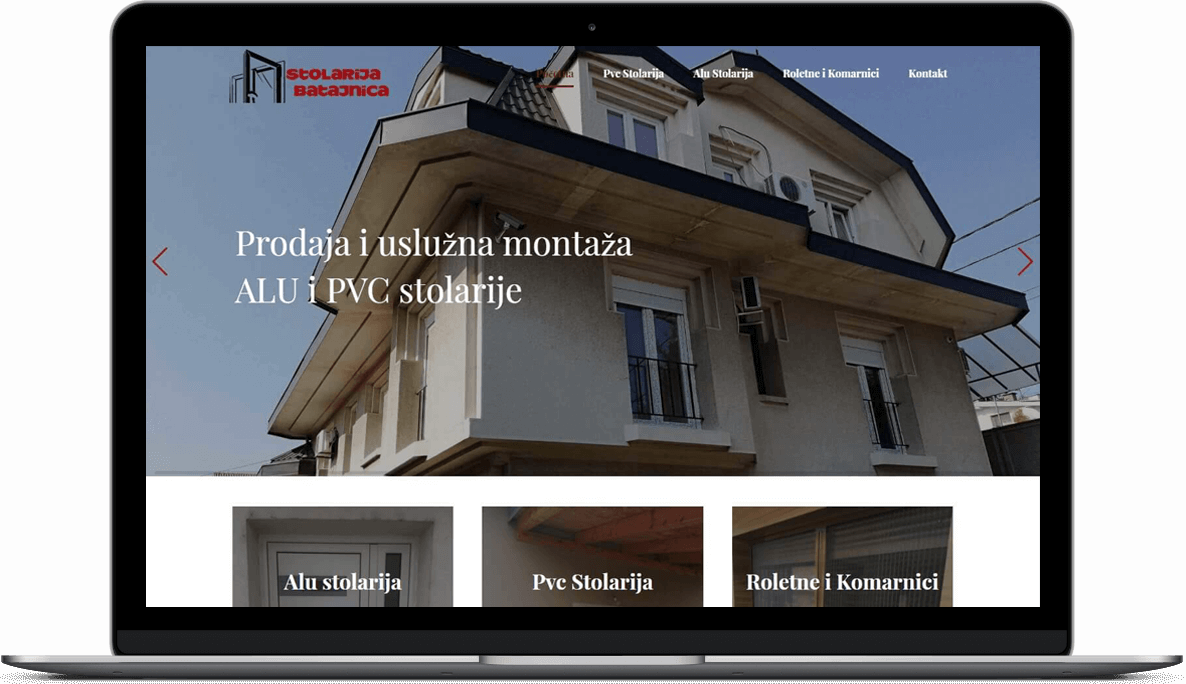 STOLARIJA
BATAJNICA
Početna
Pvc Stolarija
Alu Stolarija
Roletne i Komarnici
Kontakt
Prodaja i uslužna montaža
ALU i PVC stolarije
Alu stolarija
Pvc Stolarija
Roletne i Komarnici